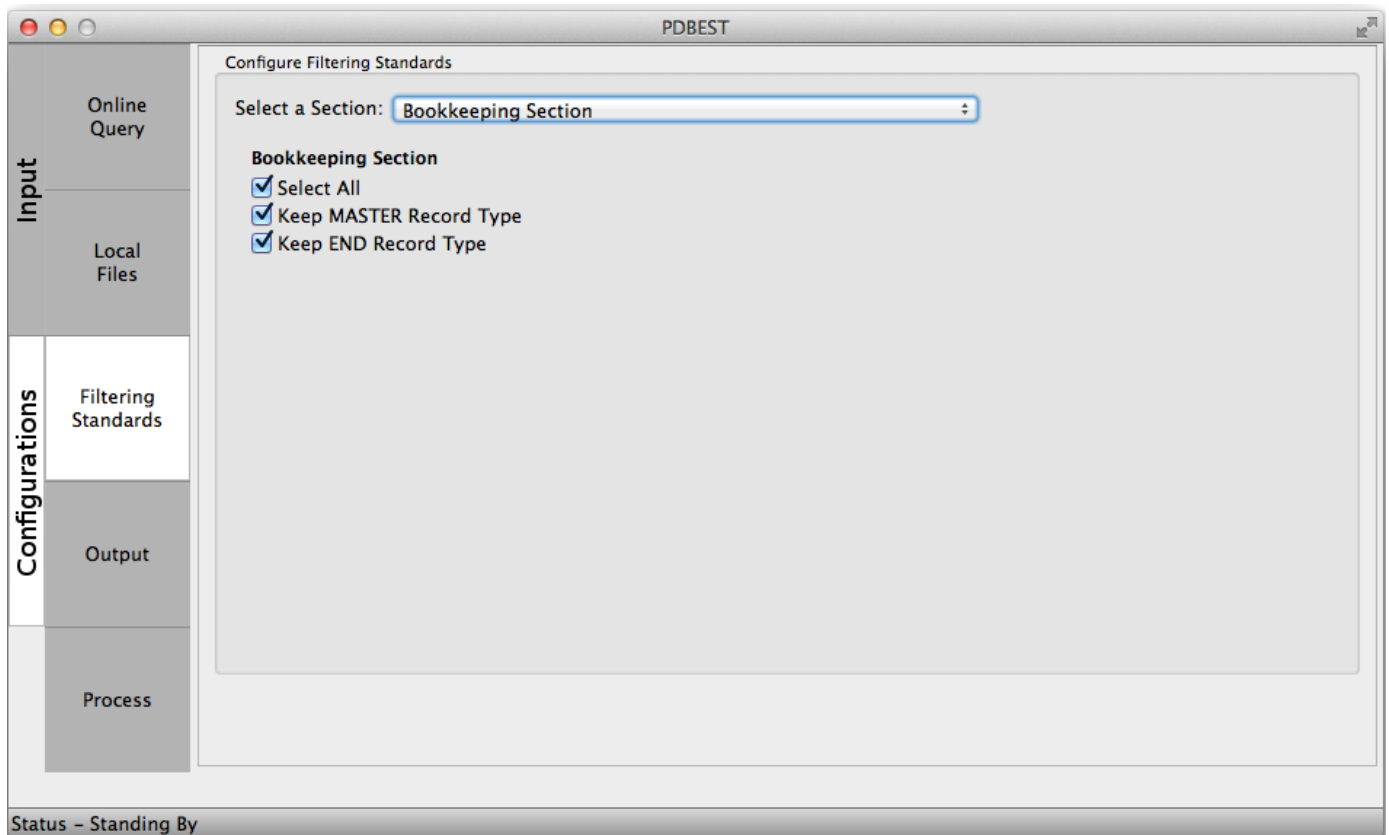 PDBEST
Input
Configurations
Online
Query
Local
Files
Filtering
Standards
Output
Process
Configure Filtering Standards
Select a Section: Bookkeeping Section
Bookkeeping Section
Select All
Keep MASTER Record Type
Keep END Record Type
Status - Standing By